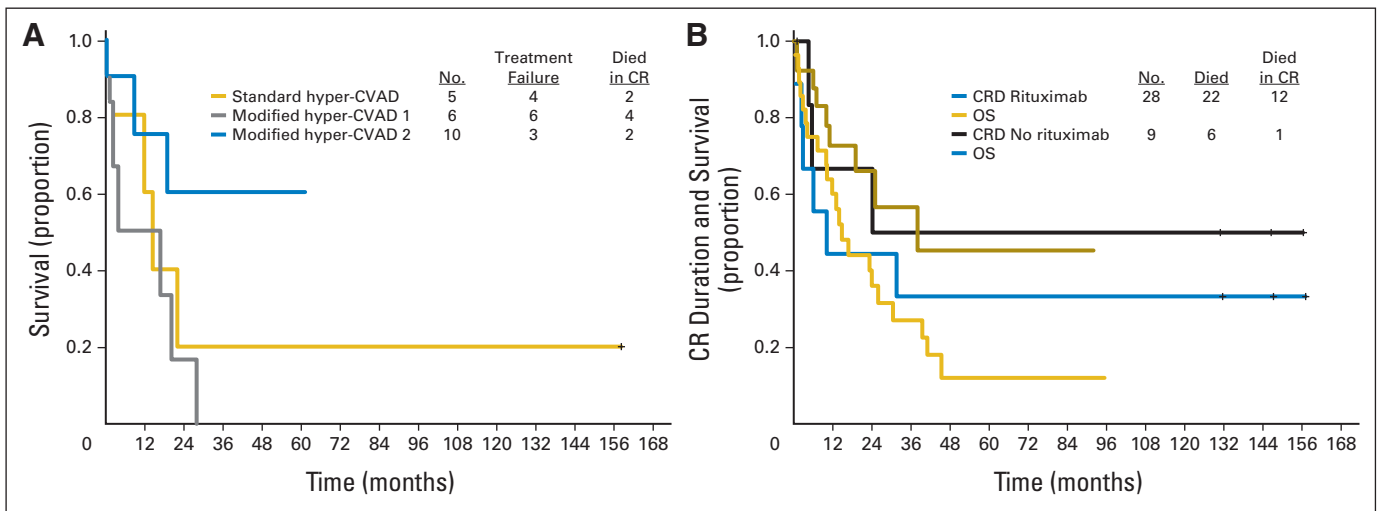 A
Survival (proportion)
1.0
0.8
0.6
0.4
0.2
Treatment Died
No. Failure in CR
Standard hyper-CVAD 5 4 2
Modified hyper-CVAD 1 6 6 4
Modified hyper-CVAD 2 10 3 2
0 12 24 36 48 60 72 84 96 108 120 132 144 156 168
Time (months)
B
CR Duration and Survival
(proportion)
1.0
0.8
0.6
0.4
0.2
Died
No. Died in CR
CRD Rituximab 28 22 12
OS
CRD No rituximab 9 6 1
OS
0 12 24 36 48 60 72 84 96 108 120 132 144 156 168
Time (months)